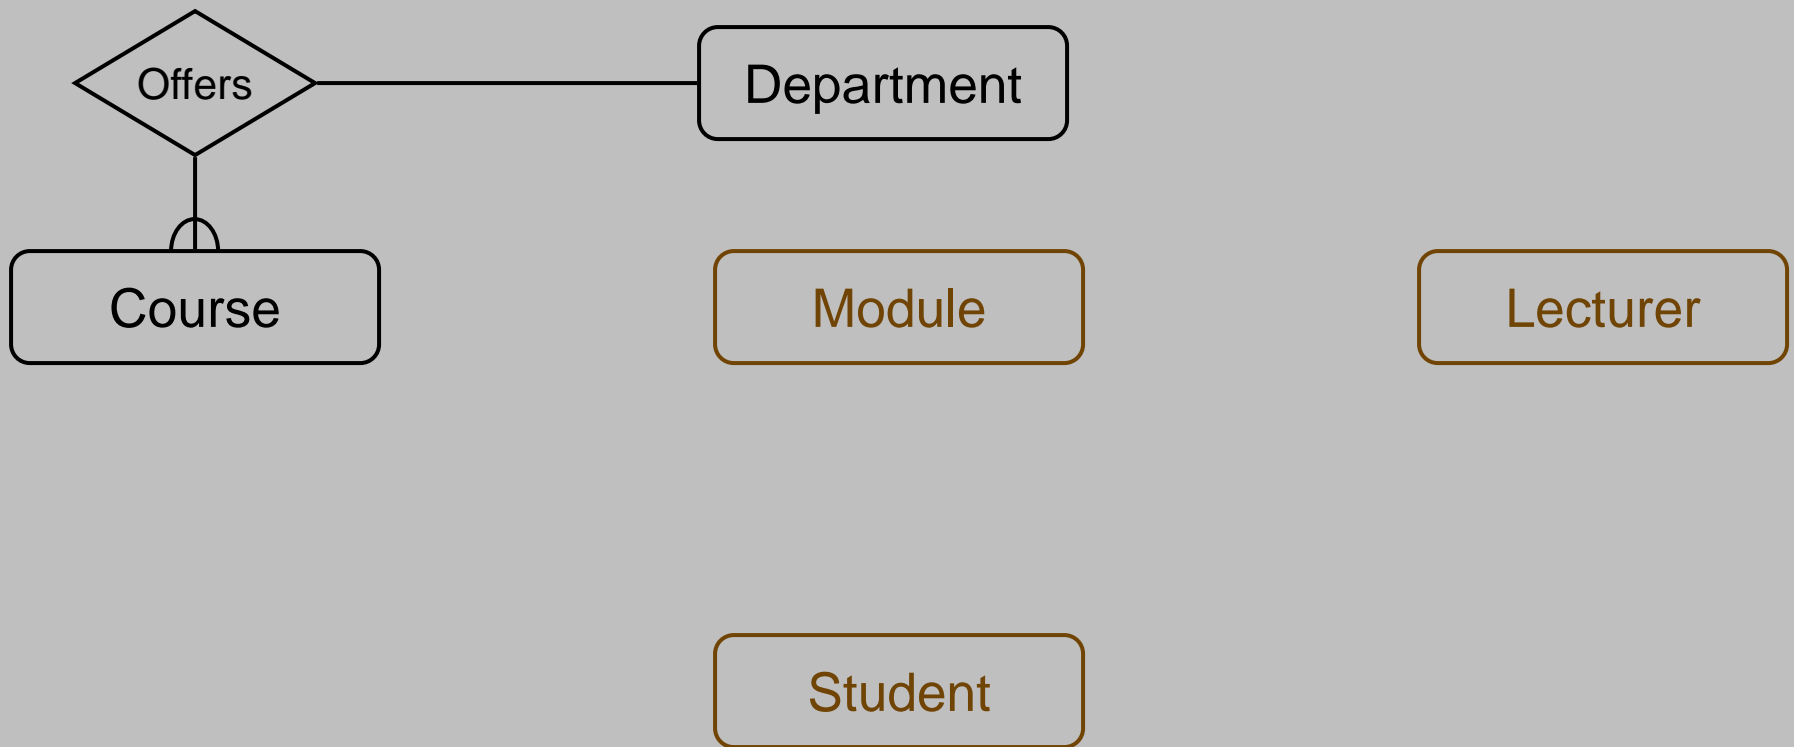 Offers
Department
Course
Module
Lecturer
Student